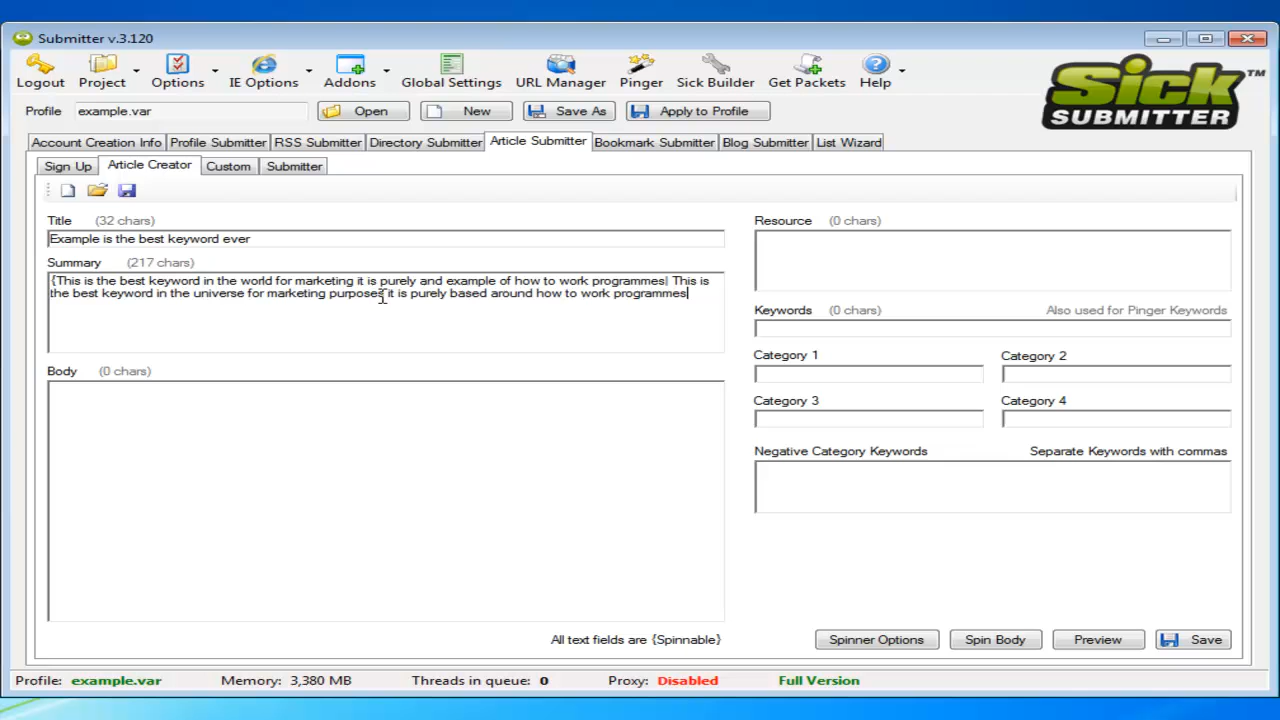 Submitter v.3.120
Logout Project Options IE Options Addons Global Settings URL Manager Pinger Sick Builder Get Packets Help
Sick SUBMITTER TM
Profile example.var Open New Save As Apply to Profile
Account Creation Info Profile Submitter RSS Submitter Directory Submitter Article Submitter Bookmark Submitter Blog Submitter List Wizard
Sign Up Article Creator Custom Submitter
Title (32 chars)
Example is the best keyword ever
Summary (217 chars)
{This is the best keyword in the world for marketing it is purely and example of how to work programmes| This is
the best keyword in the universe for marketing purposes it is purely based around how to work programmes
Body (0 chars)
All text fields are {Spinnable}
Resource (0 chars)
Keywords (0 chars) Also used for Pinger Keywords
Category 1 Category 2
Category 3 Category 4
Negative Category Keywords Separate Keywords with commas
Spinner Options Spin Body Preview Save
Profile: example.var Memory: 3,380 MB Threads in queue: 0 Proxy: Disabled Full Version